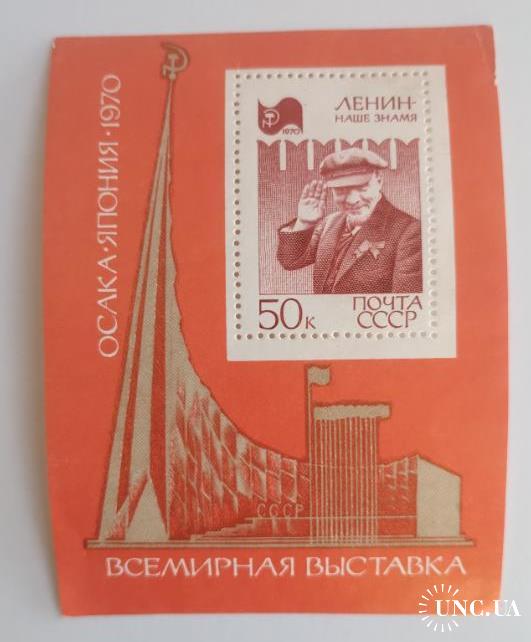 ОСАКА·ЯПОНИЯ·1970
1970
ЛЕНИН-
НАШЕ ЗНАМЯ
50к
ПОЧТА
СССР
СССР
ВСЕМИРНАЯ ВЫСТАВКА
UNC.UA